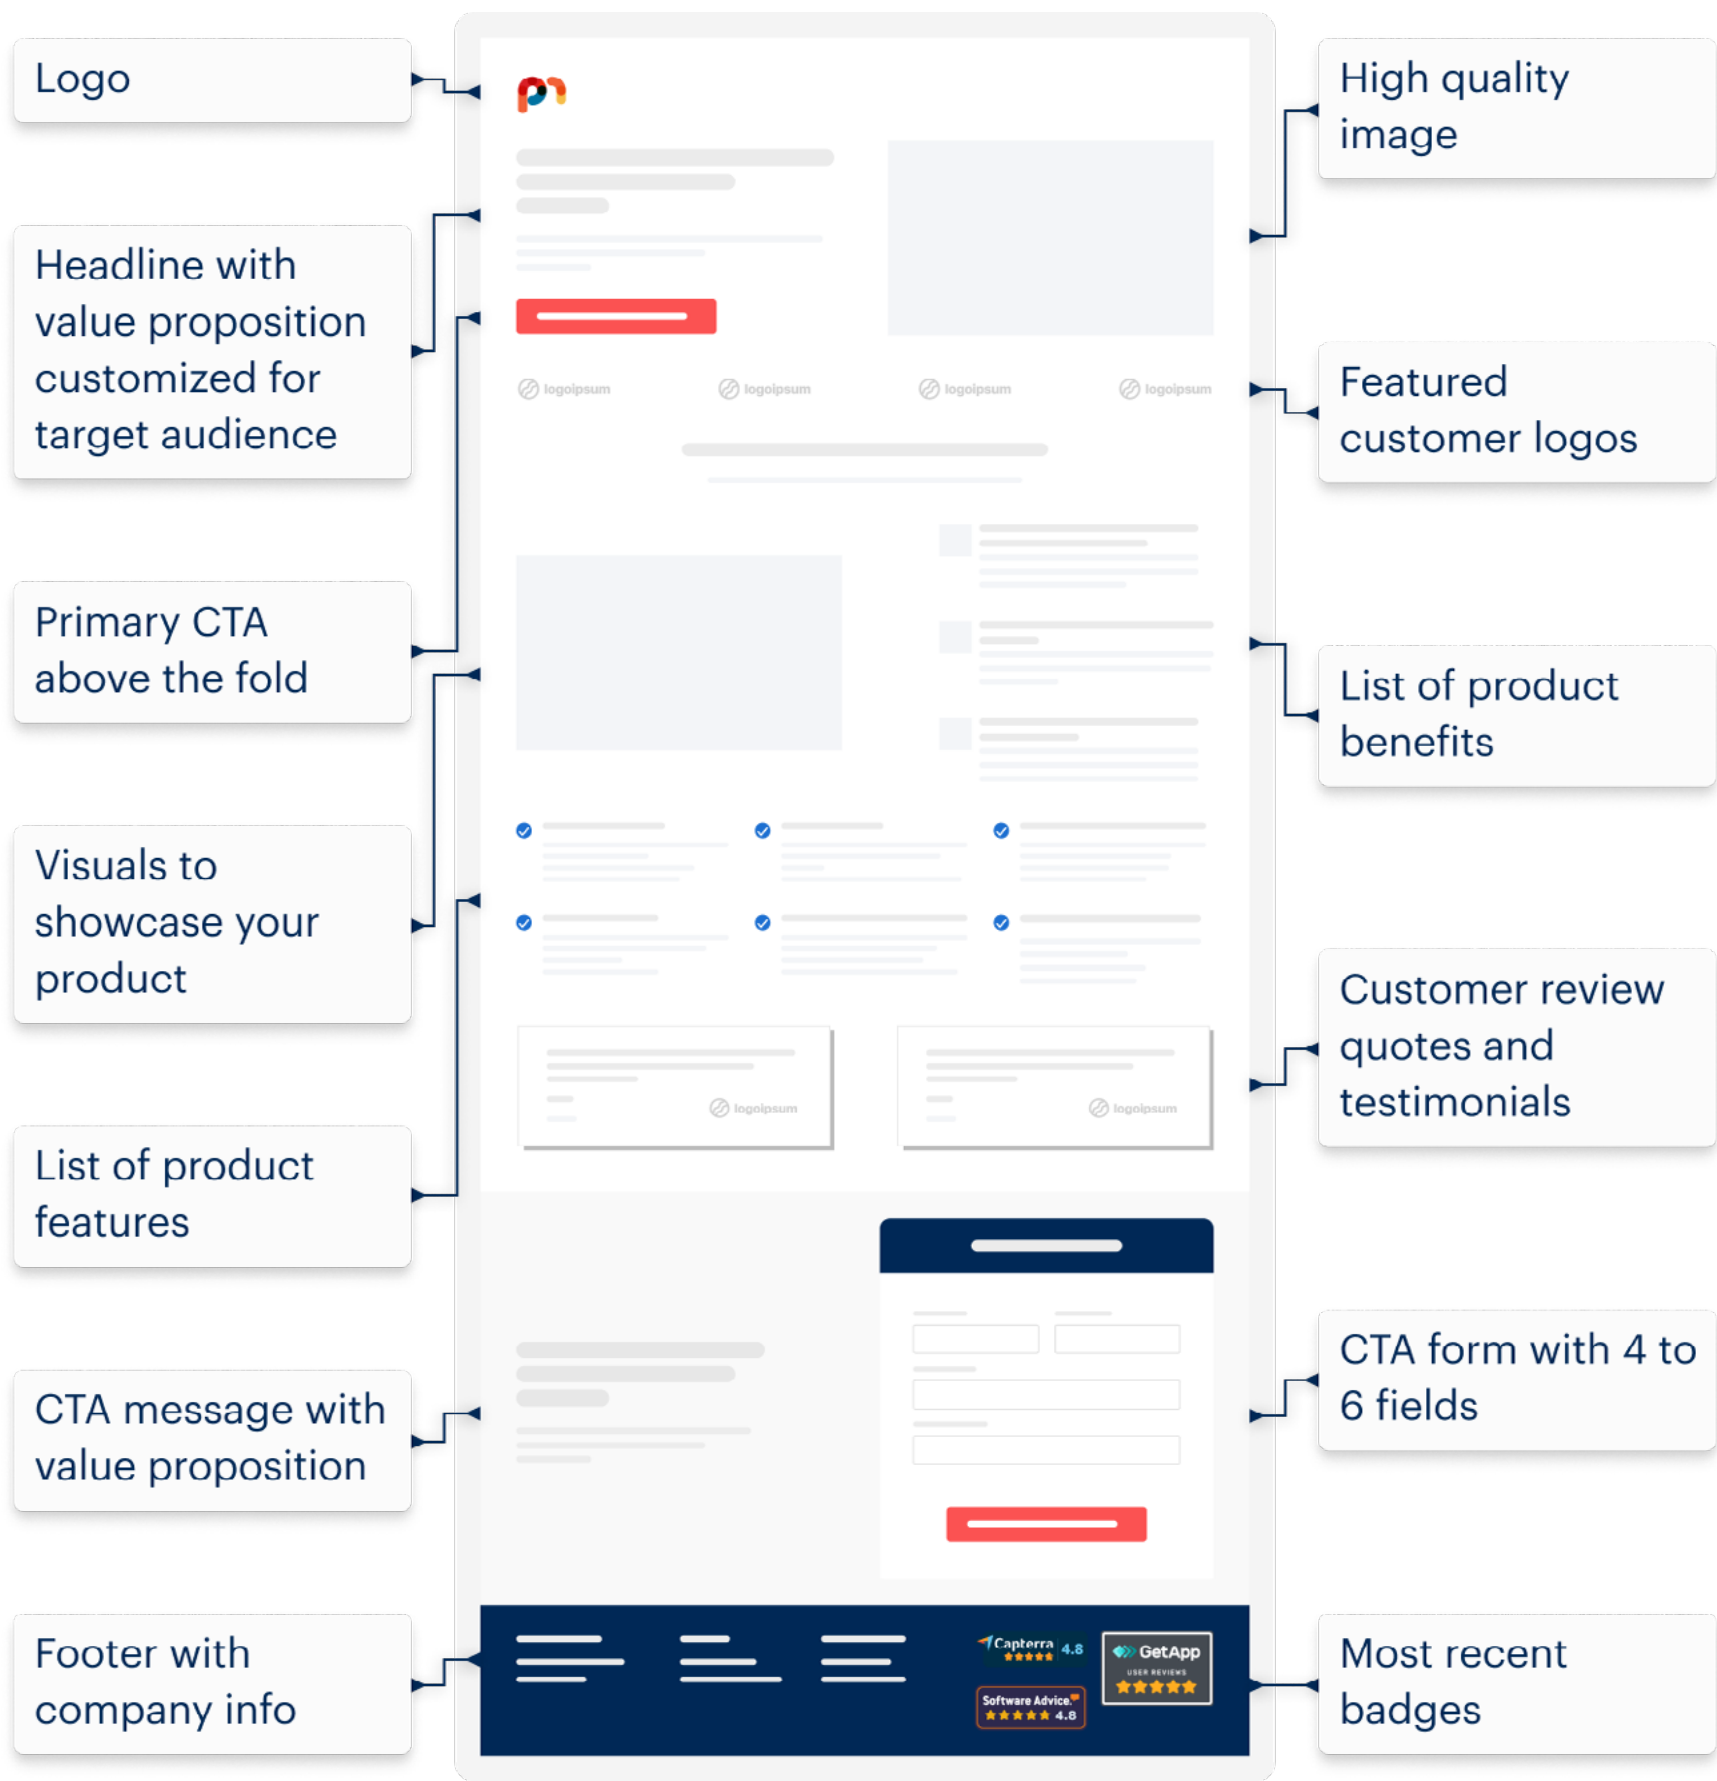 Logo
Headline with
value proposition
customized for
target audience
Primary CTA
above the fold
Visuals to
showcase your
product
List of product
features
CTA message with
value proposition
Footer with
company info
pn
logoipsum
logoipsum
logoipsum
logoipsum
logoipsum
logoipsum
Capterra 4.8
Software Advice.
4.8
GetApp
USER REVIEWS
High quality
image
Featured
customer logos
List of product
benefits
Customer review
quotes and
testimonials
CTA form with 4 to
6 fields
Most recent
badges